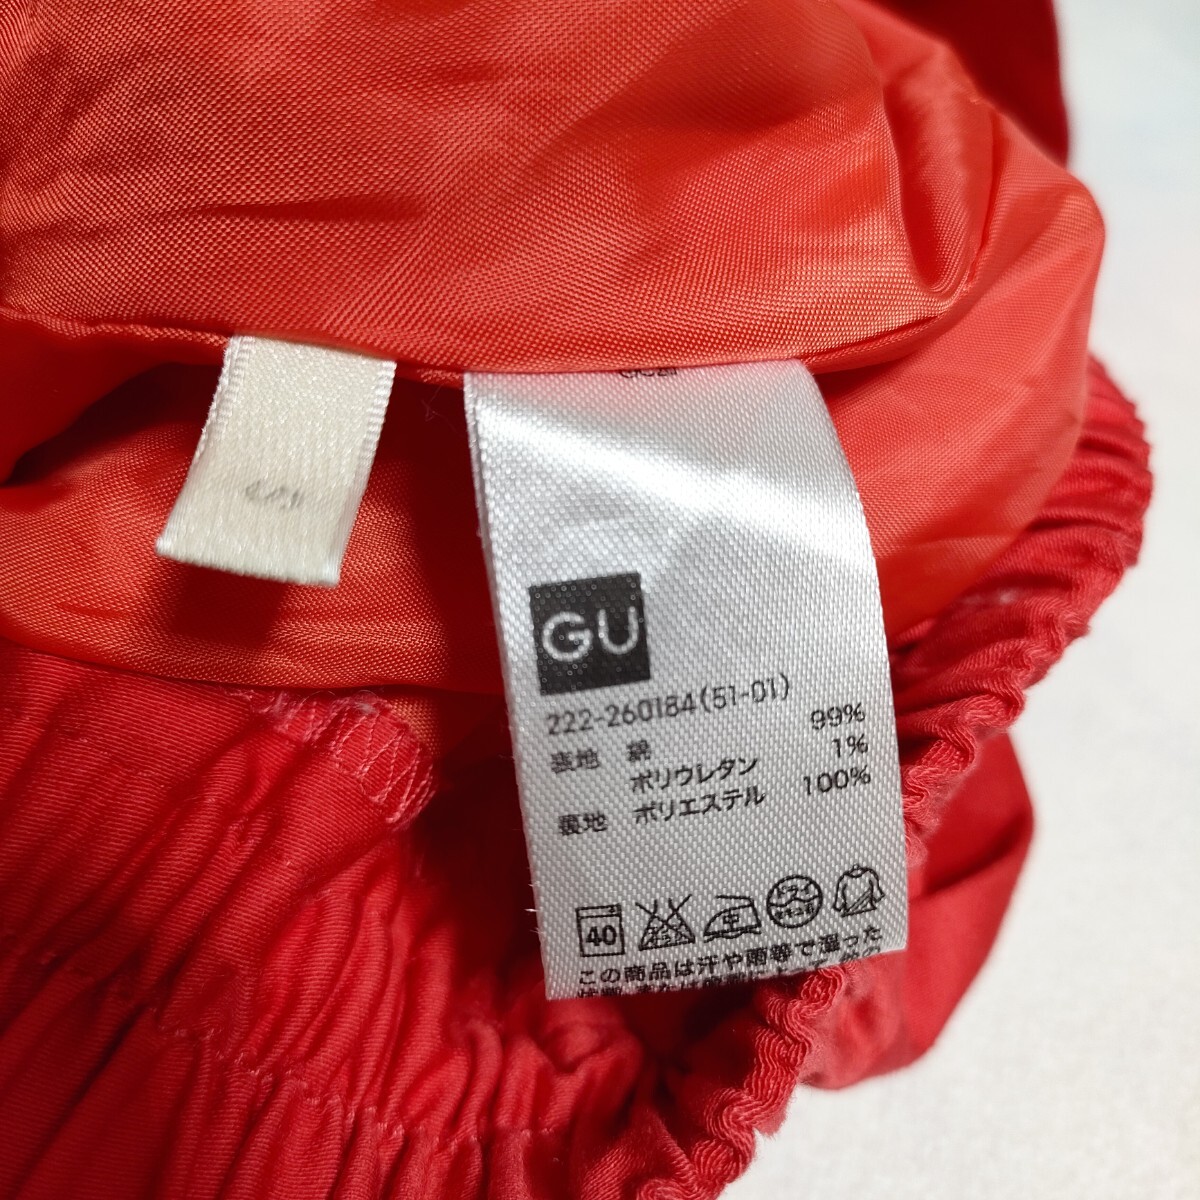 GU
222-260184(51-01)
表地 綿 99%
ポリウレタン 1%
裏地 ポリエステル 100%
40
中
この商品は汗や雨等で湿った